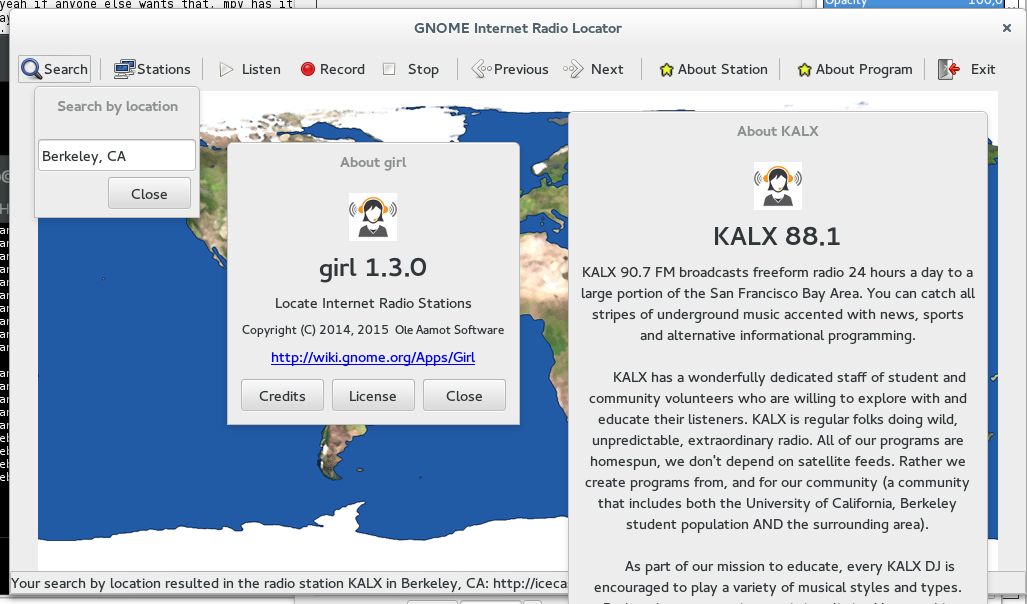 yeah if anyone else wants that, mpv has it
Opacity 100,0
GNOME Internet Radio Locator
Search Stations Listen Record Stop Previous Next About Station About Program Exit
Search by location
Berkeley, CA
Close
About girl
girl 1.3.0
Locate Internet Radio Stations
Copyright (C) 2014, 2015 Ole Aamot Software
http://wiki.gnome.org/Apps/Girl
Credits License Close
About KALX
KALX 88.1
KALX 90.7 FM broadcasts freeform radio 24 hours a day to a
large portion of the San Francisco Bay Area. You can catch all
stripes of underground music accented with news, sports
and alternative informational programming.
KALX has a wonderfully dedicated staff of student and
community volunteers who are willing to explore with and
educate their listeners. KALX is regular folks doing wild,
unpredictable, extraordinary radio. All of our programs are
homespun, we don't depend on satellite feeds. Rather we
create programs from, and for our community (a community
that includes both the University of California, Berkeley
student population AND the surrounding area).
As part of our mission to educate, every KALX DJ is
encouraged to play a variety of musical styles and types.
Your search by location resulted in the radio station KALX in Berkeley, CA: http://icecas